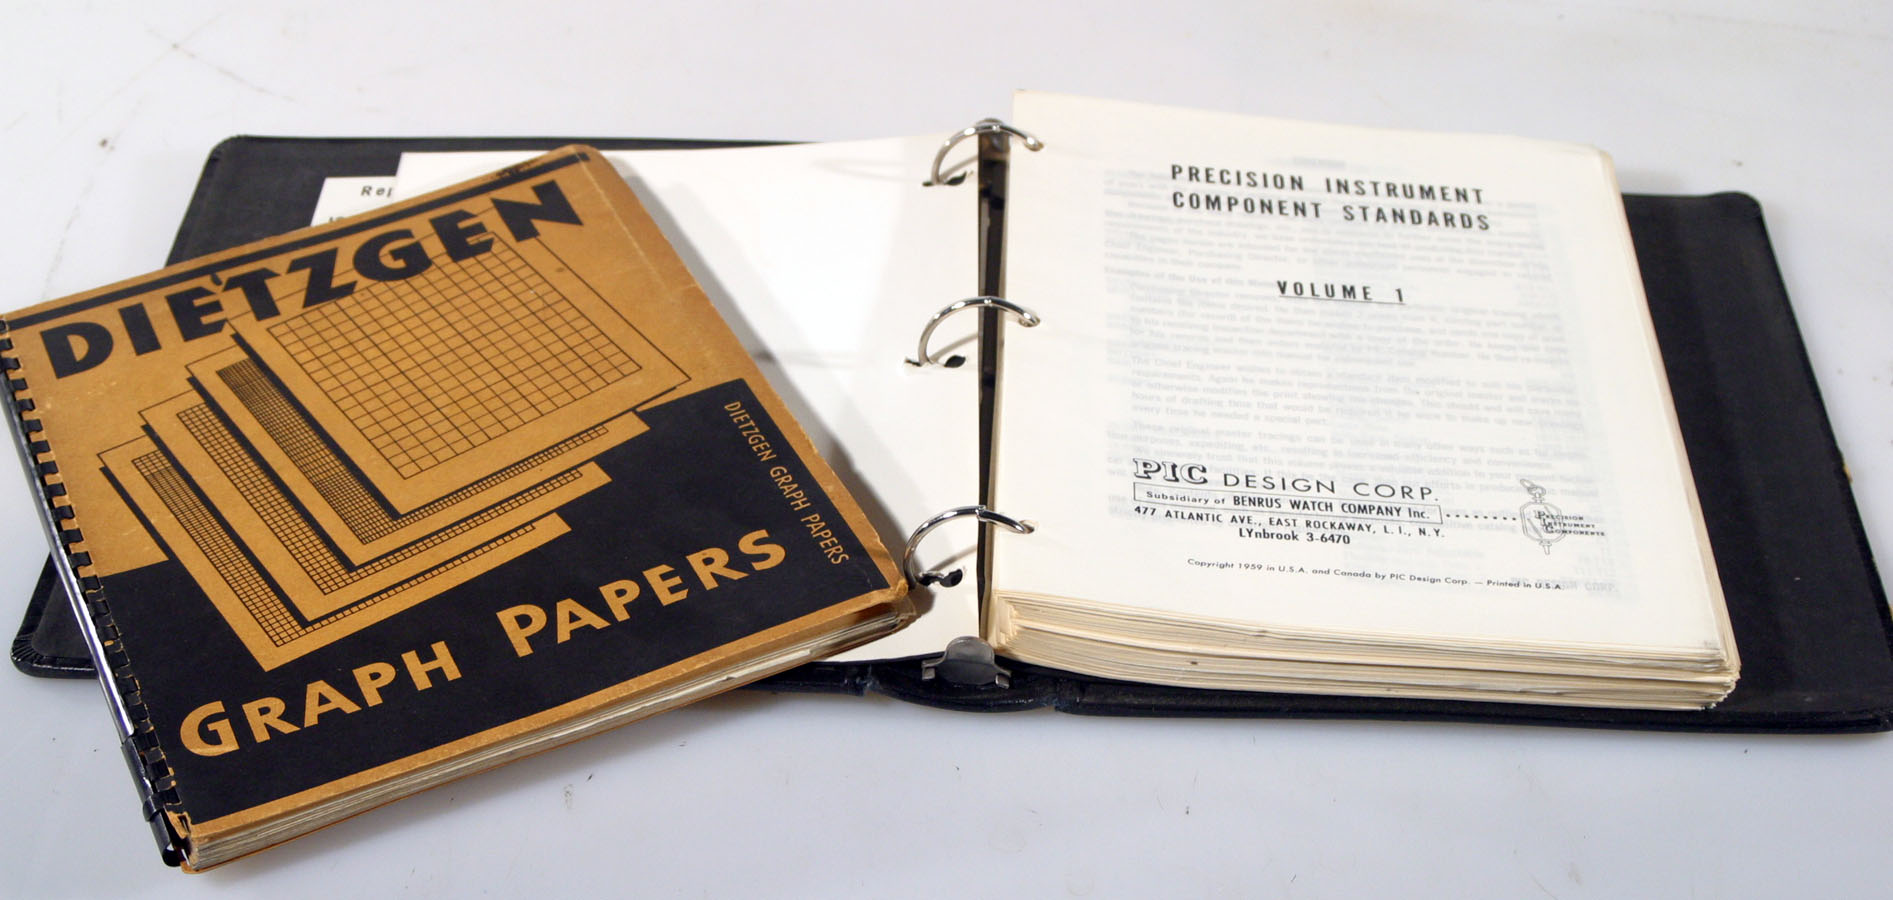 DIETZGEN
DIETZGEN GRAPH PAPERS
GRAPH PAPERS
Rep
PRECISION INSTRUMENT
COMPONENT STANDARDS
VOLUME 1
PIC DESIGN CORP.
Subsidiary of BENRUS WATCH COMPANY Inc.
477 ATLANTIC AVE., EAST ROCKAWAY, L. I., N.Y.
LYnbrook 3-6470
PRECISION
INSTRUMENT
COMPONENTS
Copyright 1959 in U.S.A. and Canada by PIC Design Corp. — Printed in U.S.A.